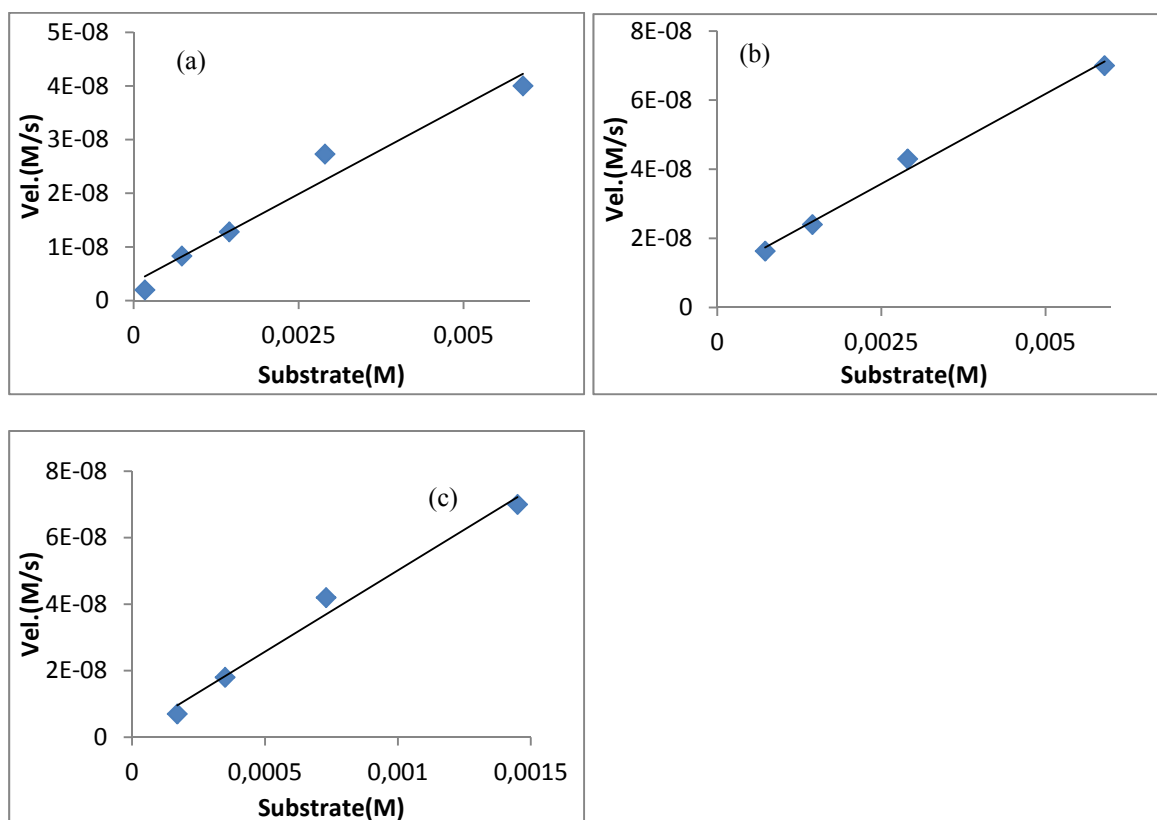 (a)
Vel.(M/s)
5E-08
4E-08
3E-08
2E-08
1E-08
0
0 0,0025 0,005
Substrate(M)
(b)
Vel.(M/s)
8E-08
6E-08
4E-08
2E-08
0
0 0,0025 0,005
Substrate(M)
(c)
Vel.(M/s)
8E-08
6E-08
4E-08
2E-08
0
0 0,0005 0,001 0,0015
Substrate(M)